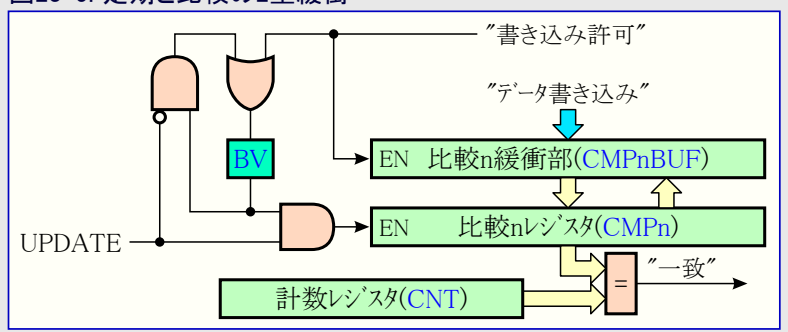 "書き込み許可"
"データ書き込み"
BV
EN 比較n緩衝部(CMPnBUF)
EN 比較nレジスタ(CMPn)
UPDATE
"一致"
=
計数レジスタ(CNT)